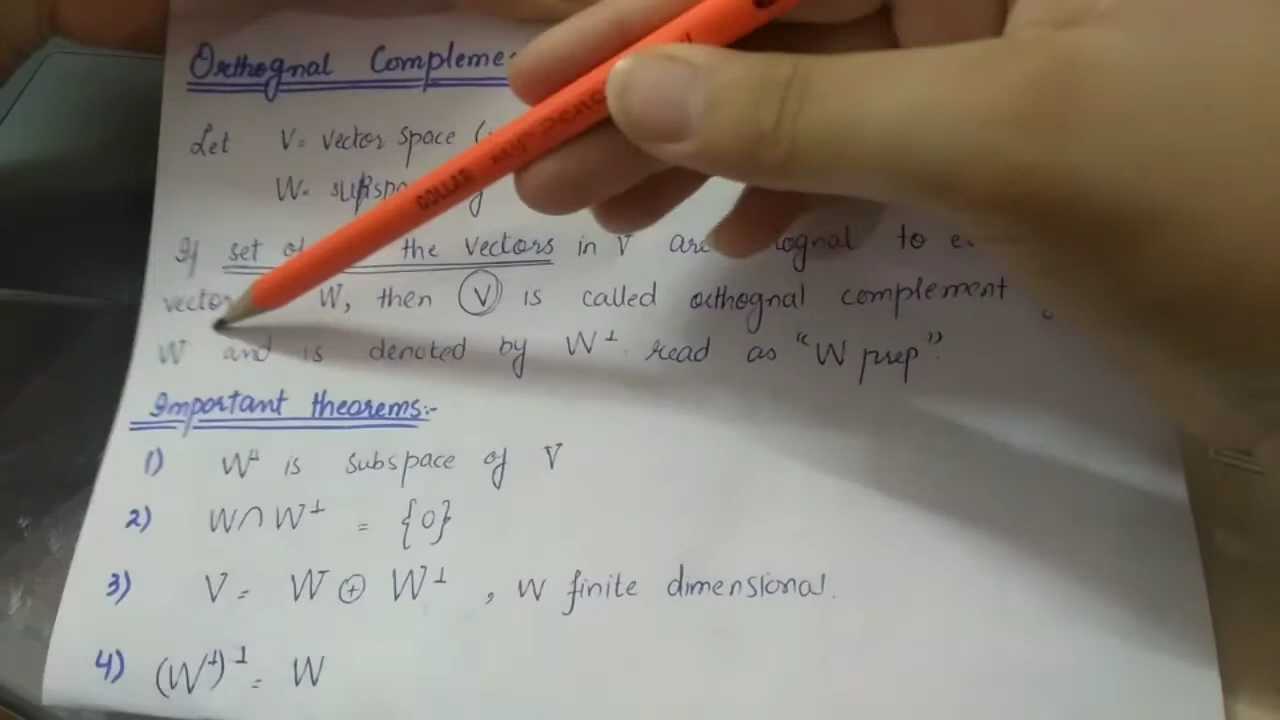 Orthognal Compleme
Let V= Vector space (
W= subspa
If set of the vectors in V are ognal to e
vector W, then V is called orthognal complement
W and is denoted by W⊥ read as "W prep".
Important theorems:-
1) W⊥ is subspace of V
2) W∩W⊥ = {0}
3) V= W⊕W⊥, W finite dimensional.
4) (W⊥)⊥= W